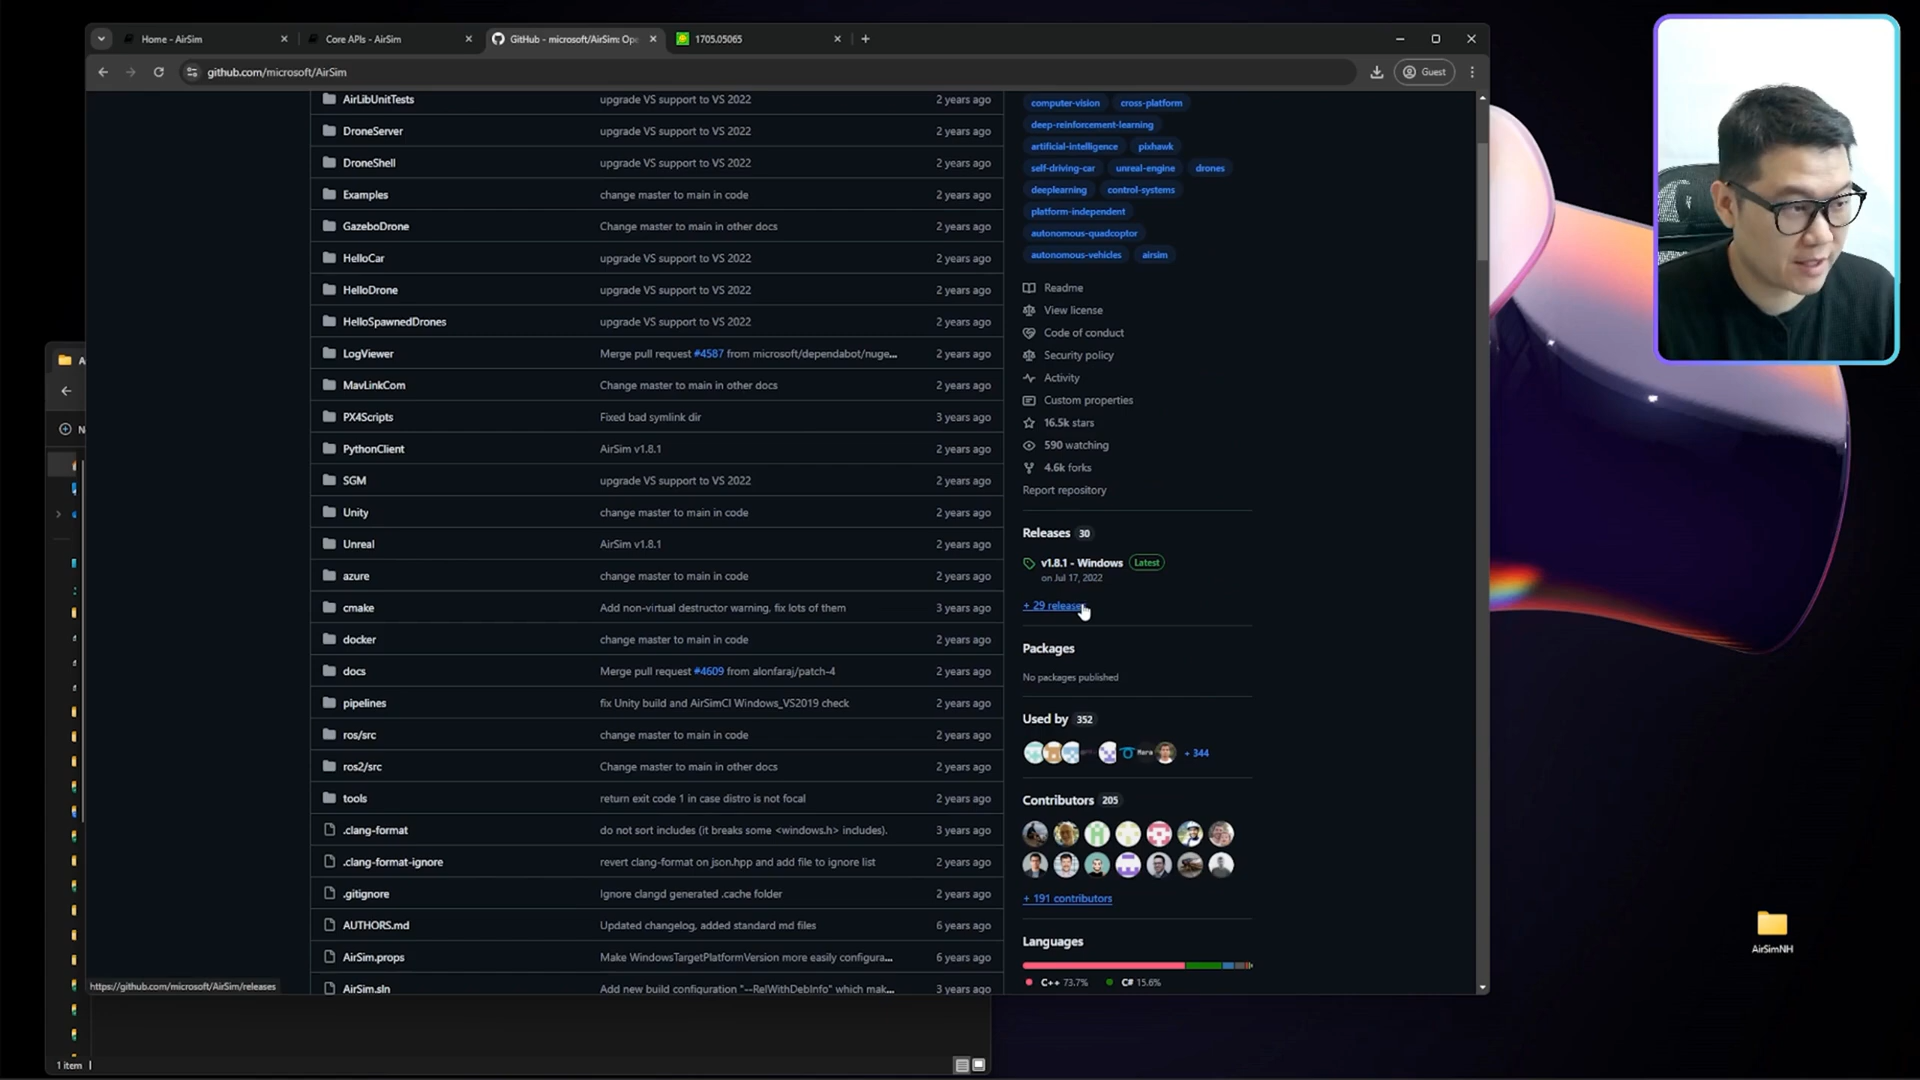 Home - AirSim
Core APIs - AirSim
GitHub - microsoft/AirSim: Ope
1705.05065
github.com/microsoft/AirSim
Guest
AirLibUnitTests upgrade VS support to VS 2022 2 years ago
DroneServer upgrade VS support to VS 2022 2 years ago
DroneShell upgrade VS support to VS 2022 2 years ago
Examples change master to main in code 2 years ago
GazeboDrone Change master to main in other docs 2 years ago
HelloCar upgrade VS support to VS 2022 2 years ago
HelloDrone upgrade VS support to VS 2022 2 years ago
HelloSpawnedDrones upgrade VS support to VS 2022 2 years ago
LogViewer Merge pull request #4587 from microsoft/dependabot/nuge... 2 years ago
MavLinkCom Change master to main in other docs 2 years ago
PX4Scripts Fixed bad symlink dir 3 years ago
PythonClient AirSim v1.8.1 2 years ago
SGM upgrade VS support to VS 2022 2 years ago
Unity change master to main in code 2 years ago
Unreal AirSim v1.8.1 2 years ago
azure change master to main in code 2 years ago
cmake Add non-virtual destructor warning, fix lots of them 3 years ago
docker change master to main in code 2 years ago
docs Merge pull request #4609 from alonfaraj/patch-4 2 years ago
pipelines fix Unity build and AirSimCI Windows_VS2019 check 2 years ago
ros/src change master to main in code 2 years ago
ros2/src Change master to main in other docs 2 years ago
tools return exit code 1 in case distro is not focal 2 years ago
.clang-format do not sort includes (it breaks some <windows.h> includes). 3 years ago
.clang-format-ignore revert clang-format on json.hpp and add file to ignore list 2 years ago
.gitignore Ignore clangd generated .cache folder 2 years ago
AUTHORS.md Updated changelog, added standard md files 6 years ago
AirSim.props Make WindowsTargetPlatformVersion more easily configura... 6 years ago
AirSim.sln Add new build configuration "--RelWithDebInfo" which mak... 3 years ago
computer-vision cross-platform
deep-reinforcement-learning
artificial-intelligence pixhawk
self-driving-car unreal-engine drones
deeplearning control-systems
platform-independent
autonomous-quadcoptor
autonomous-vehicles airsim
Readme
View license
Code of conduct
Security policy
Activity
Custom properties
16.5k stars
590 watching
4.6k forks
Report repository
Releases 30
v1.8.1 - Windows Latest
on Jul 17, 2022
+ 29 releases
Packages
No packages published
Used by 352
+ 344
Contributors 205
+ 191 contributors
Languages
C++ 73.7% C# 15.6%
https://github.com/microsoft/AirSim/releases
1 item
AirSimNH